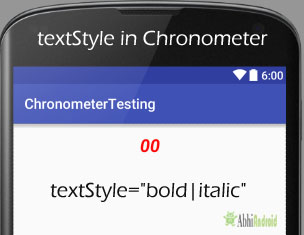 textStyle in Chronometer
6:00
ChronometerTesting
00
textStyle="bold|italic"
AbhiAndroid